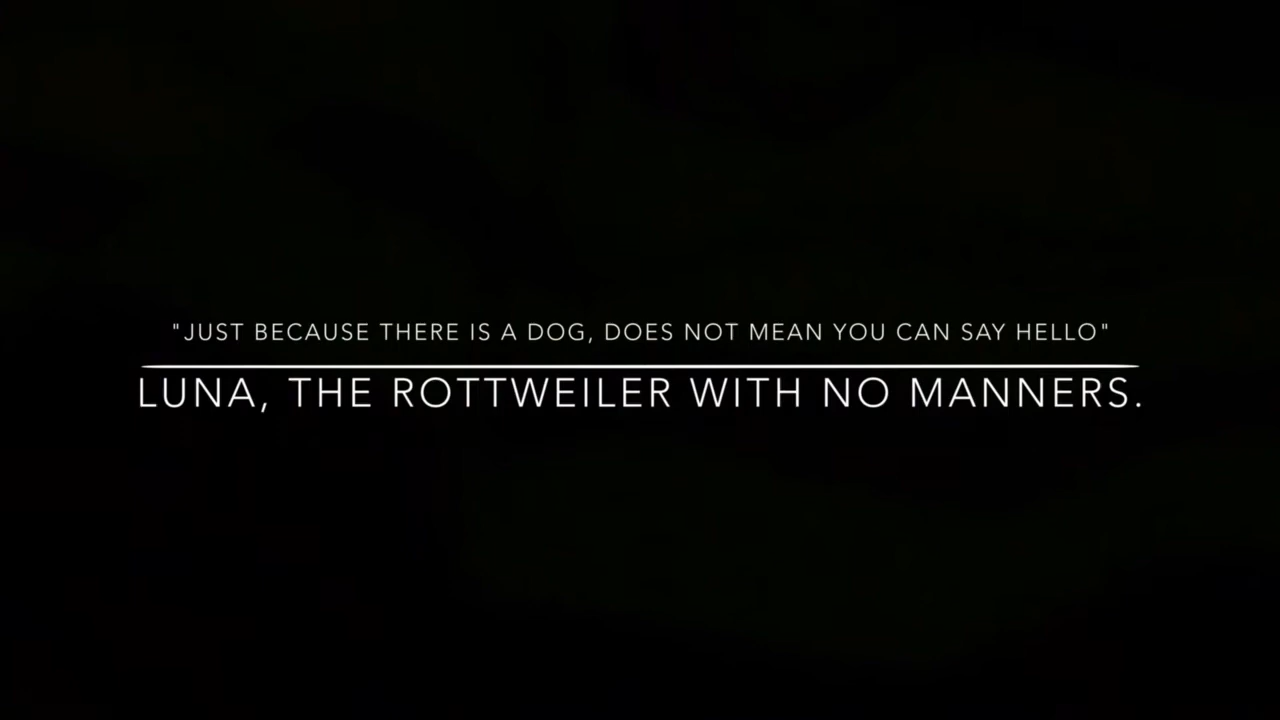 "JUST BECAUSE THERE IS A DOG, DOES NOT MEAN YOU CAN SAY HELLO"
LUNA, THE ROTTWEILER WITH NO MANNERS.